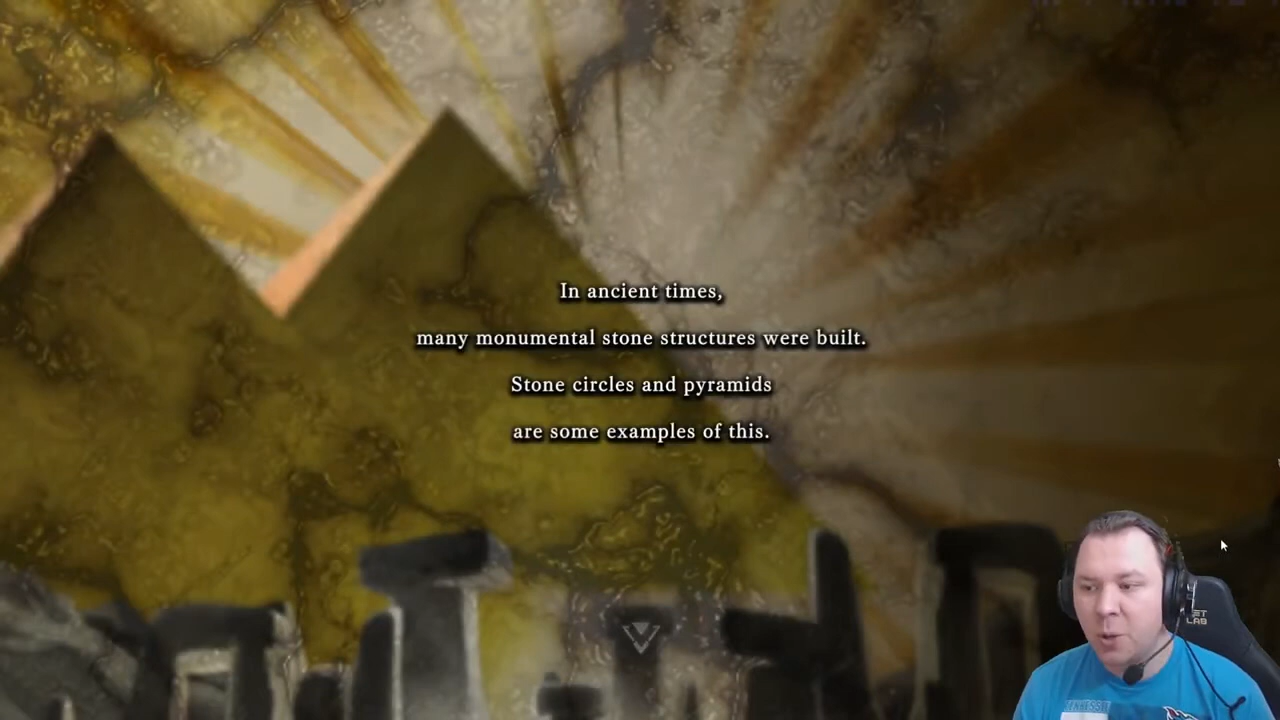 In ancient times,
many monumental stone structures were built.
Stone circles and pyramids
are some examples of this.